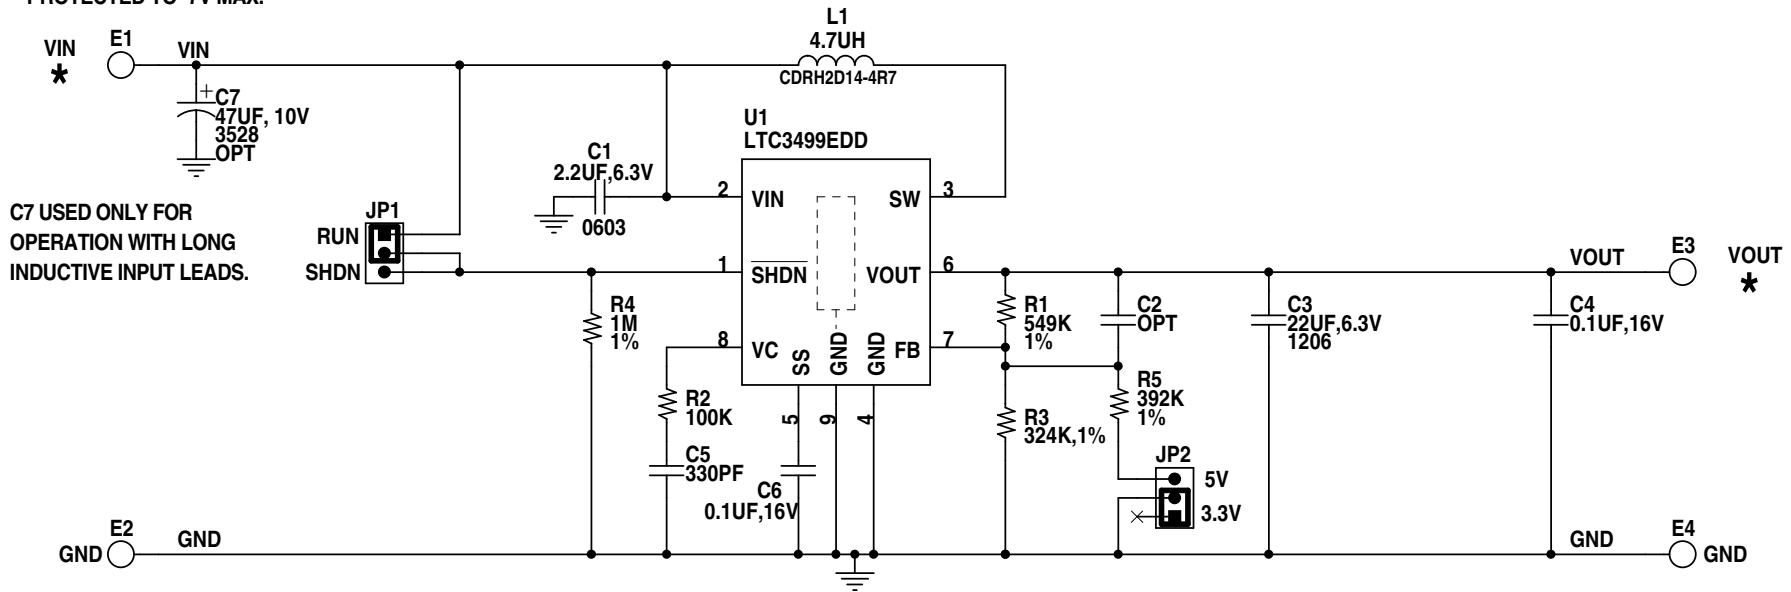 PROTECTED TO -7V MAX.
VIN
*
E1
VIN
+
C7
47UF, 10V
3528
OPT
C7 USED ONLY FOR
OPERATION WITH LONG
INDUCTIVE INPUT LEADS.
JP1
RUN
SHDN
L1
4.7UH
CDRH2D14-4R7
U1
LTC3499EDD
C1
2.2UF,6.3V
0603
2
VIN
SW
3
1
SHDN
VOUT
6
8
VC
SS
GND
GND
FB
7
5
9
4
R4
1M
1%
R2
100K
C5
330PF
C6
0.1UF,16V
R1
549K
1%
C2
OPT
R3
324K,1%
R5
392K
1%
JP2
5V
3.3V
C3
22UF,6.3V
1206
C4
0.1UF,16V
VOUT
E3
VOUT
*
E2
GND
GND
GND
E4
GND